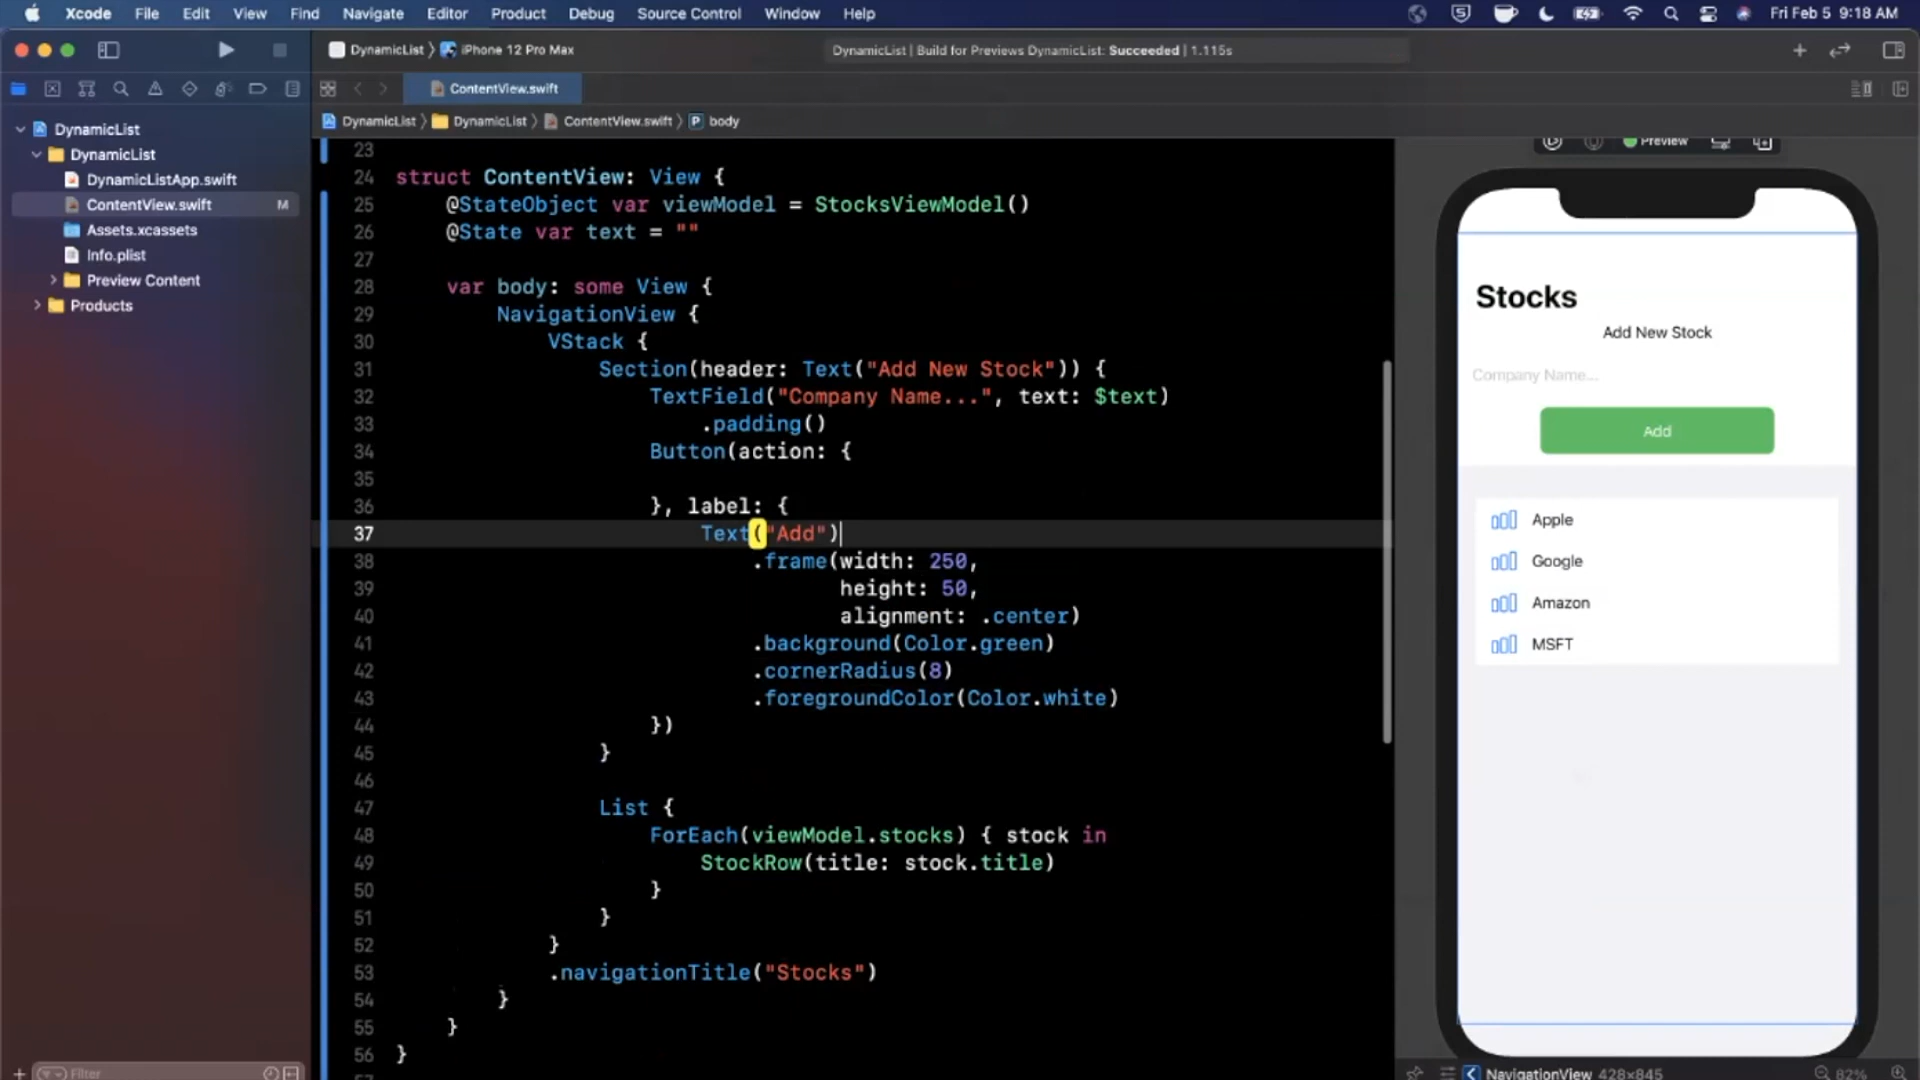 Xcode File Edit View Find Navigate Editor Product Debug Source Control Window Help Fri Feb 5 9:18 AM
DynamicList iPhone 12 Pro Max DynamicList | Build for Previews DynamicList: Succeeded | 1.115s
ContentView.swift
DynamicList DynamicList ContentView.swift P body
DynamicList
DynamicList
DynamicListApp.swift
ContentView.swift M
Assets.xcassets
Info.plist
Preview Content
Products
Filter
23
24 struct ContentView: View {
25 @StateObject var viewModel = StocksViewModel()
26 @State var text = ""
27
28 var body: some View {
29 NavigationView {
30 VStack {
31 Section(header: Text("Add New Stock")) {
32 TextField("Company Name...", text: $text)
33 .padding()
34 Button(action: {
35
36 }, label: {
37 Text("Add")
38 .frame(width: 250,
39 height: 50,
40 alignment: .center)
41 .background(Color.green)
42 .cornerRadius(8)
43 .foregroundColor(Color.white)
44 })
45 }
46
47 List {
48 ForEach(viewModel.stocks) { stock in
49 StockRow(title: stock.title)
50 }
51 }
52 }
53 .navigationTitle("Stocks")
54 }
55 }
56 }
Preview
Stocks
Add New Stock
Company Name...
Add
Apple
Google
Amazon
MSFT
NavigationView 428x845 82%